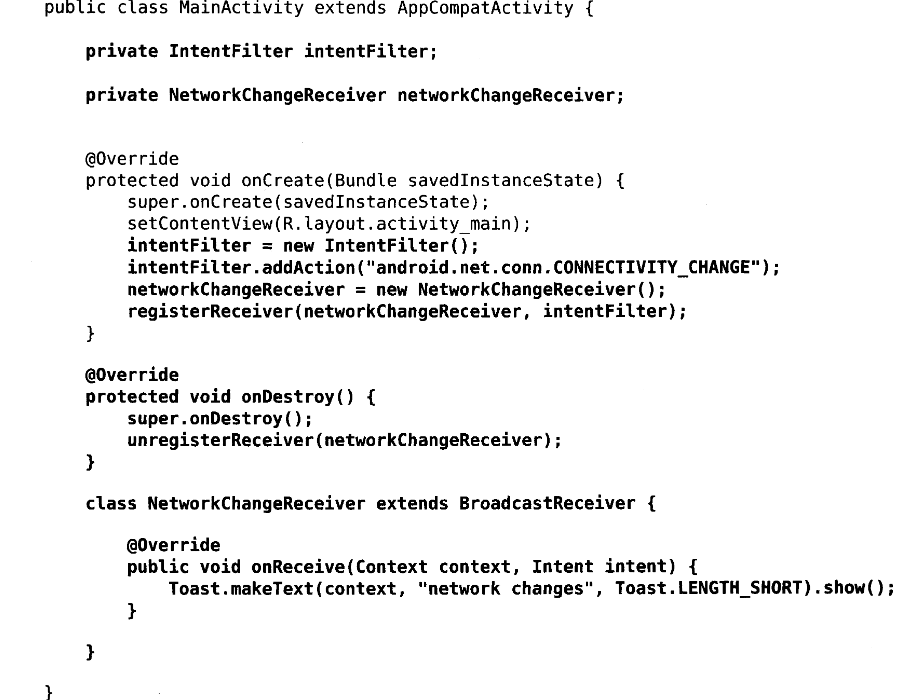 public class MainActivity extends AppCompatActivity {
private IntentFilter intentFilter;
private NetworkChangeReceiver networkChangeReceiver;
@Override
protected void onCreate(Bundle savedInstanceState) {
super.onCreate(savedInstanceState);
setContentView(R.layout.activity_main);
intentFilter = new IntentFilter();
intentFilter.addAction("android.net.conn.CONNECTIVITY_CHANGE");
networkChangeReceiver = new NetworkChangeReceiver();
registerReceiver(networkChangeReceiver, intentFilter);
}
@Override
protected void onDestroy() {
super.onDestroy();
unregisterReceiver(networkChangeReceiver);
}
class NetworkChangeReceiver extends BroadcastReceiver {
@Override
public void onReceive(Context context, Intent intent) {
Toast.makeText(context, "network changes", Toast.LENGTH_SHORT).show();
}
}
}